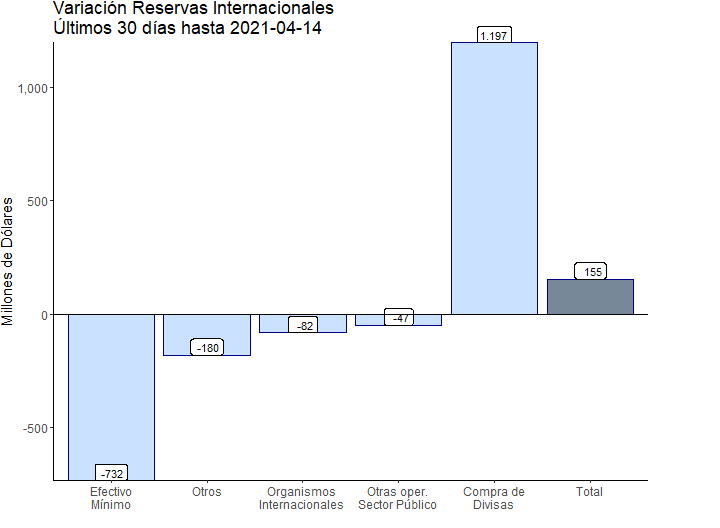 Variación Reservas Internacionales
Últimos 30 días hasta 2021-04-14
Millones de Dólares
1,000
500
0
-500
-732
-180
-82
-47
1.197
155
Efectivo
Mínimo
Otros
Organismos
Internacionales
Otras oper.
Sector Público
Compra de
Divisas
Total